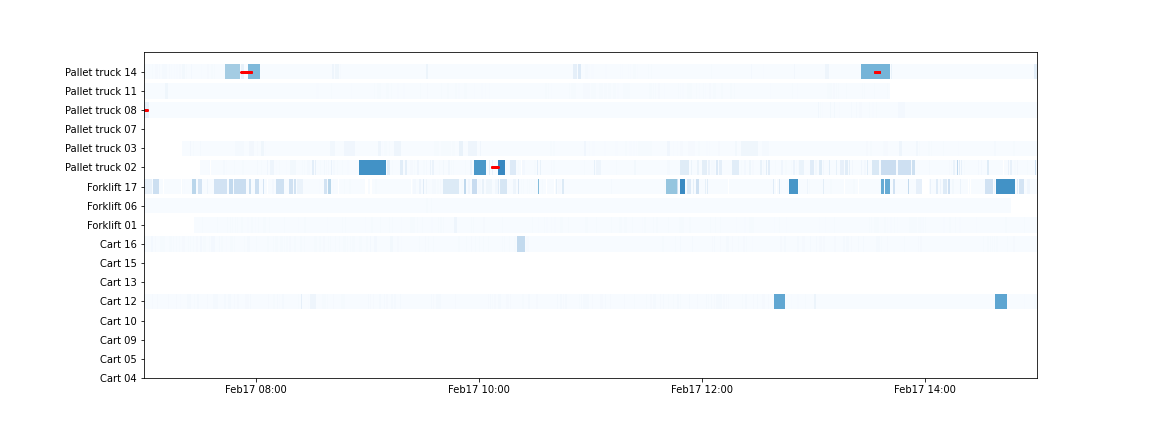 Pallet truck 14
Pallet truck 11
Pallet truck 08
Pallet truck 07
Pallet truck 03
Pallet truck 02
Forklift 17
Forklift 06
Forklift 01
Cart 16
Cart 15
Cart 13
Cart 12
Cart 10
Cart 09
Cart 05
Cart 04
Feb17 08:00 Feb17 10:00 Feb17 12:00 Feb17 14:00